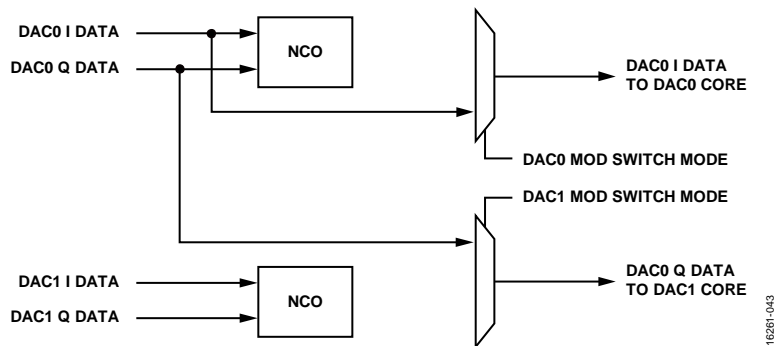 DAC0 I DATA
DAC0 Q DATA
NCO
DAC0 I DATA
TO DAC0 CORE
DAC0 MOD SWITCH MODE
DAC1 MOD SWITCH MODE
DAC1 I DATA
DAC1 Q DATA
NCO
DAC0 Q DATA
TO DAC1 CORE
16261-043